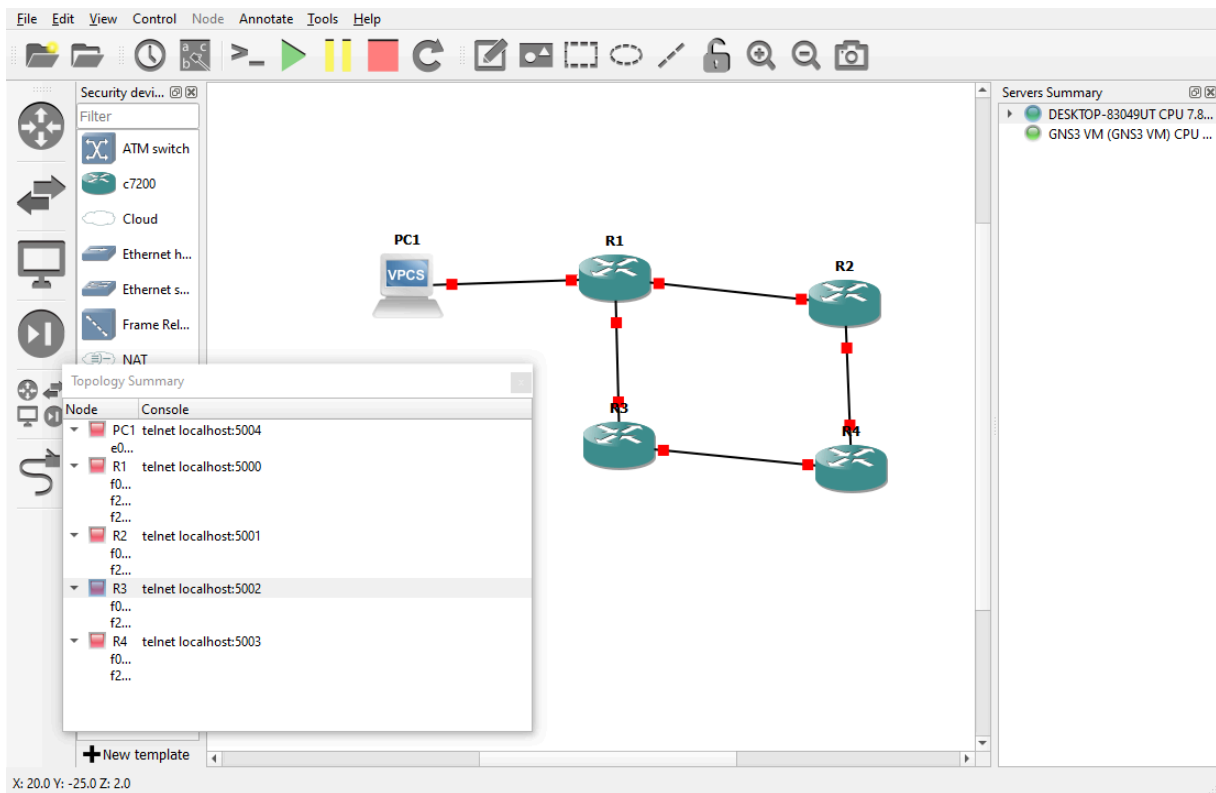 File Edit View Control Node Annotate Tools Help
Security devi...
Filter
ATM switch
c7200
Cloud
Ethernet h...
Ethernet s...
Frame Rel...
NAT
New template
PC1
VPCS
R1
R2
R3
R4
Topology Summary
Node Console
PC1 telnet localhost:5004
e0...
R1 telnet localhost:5000
f0...
f2...
f2...
R2 telnet localhost:5001
f0...
f2...
R3 telnet localhost:5002
f0...
f2...
R4 telnet localhost:5003
f0...
f2...
Servers Summary
DESKTOP-83049UT CPU 7.8...
GNS3 VM (GNS3 VM) CPU ...
X: 20.0 Y: -25.0 Z: 2.0